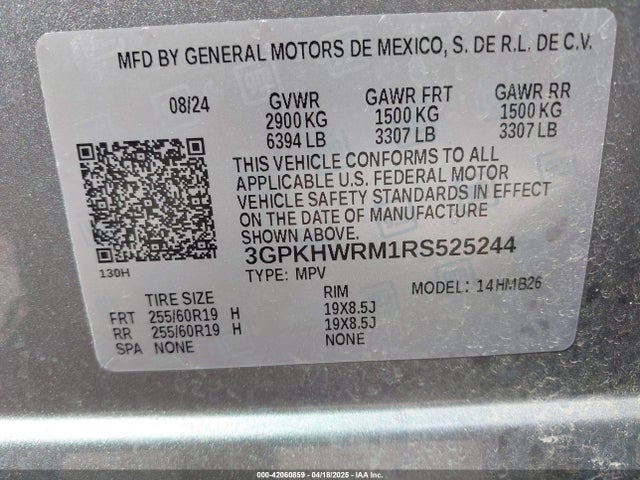 MFD BY GENERAL MOTORS DE MEXICO, S. DE R.L. DE C.V.
08/24 GVWR GAWR FRT GAWR RR
2900 KG 1500 KG 1500 KG
6394 LB 3307 LB 3307 LB
THIS VEHICLE CONFORMS TO ALL
APPLICABLE U.S. FEDERAL MOTOR
VEHICLE SAFETY STANDARDS IN EFFECT
ON THE DATE OF MANUFACTURE
SHOWN ABOVE.
3GPKHWRM1RS525244
130H
TYPE: MPV MODEL: 14HMB26
TIRE SIZE RIM
FRT 255/60R19 H 19X8.5J
RR 255/60R19 H 19X8.5J
SPA NONE NONE
000-42060859 04/18/2025 IAAI.COM